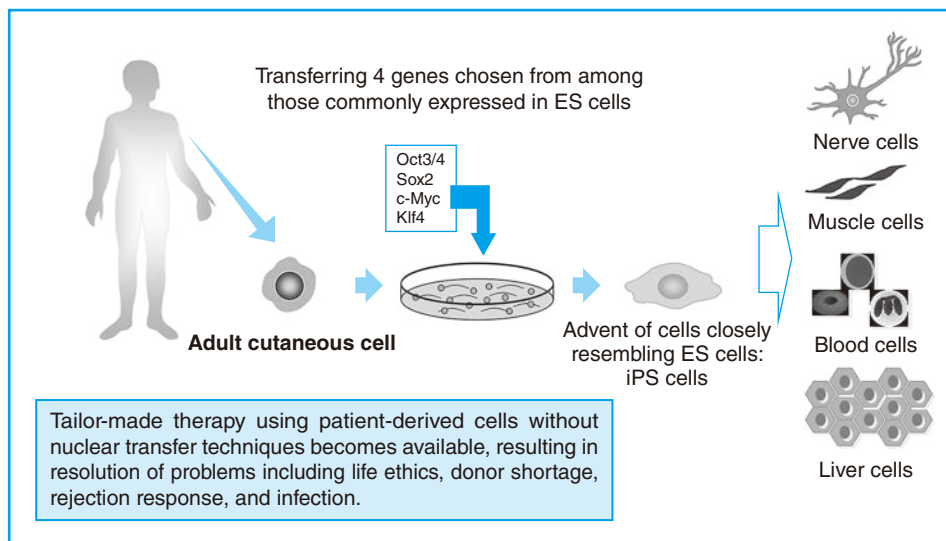 Transferring 4 genes chosen from among
those commonly expressed in ES cells
Oct3/4
Sox2
c-Myc
Klf4
Adult cutaneous cell
Advent of cells closely
resembling ES cells:
iPS cells
Nerve cells
Muscle cells
Blood cells
Liver cells
Tailor-made therapy using patient-derived cells without
nuclear transfer techniques becomes available, resulting in
resolution of problems including life ethics, donor shortage,
rejection response, and infection.